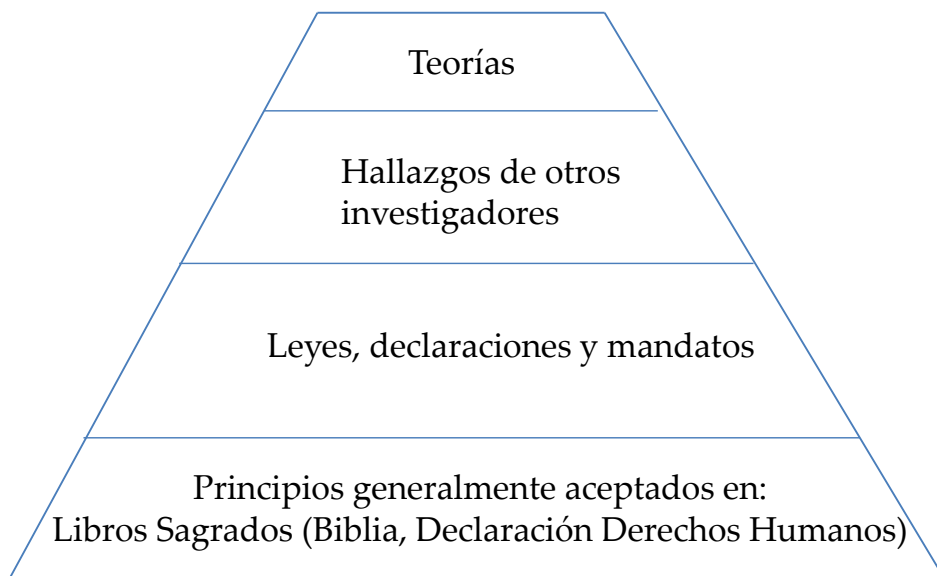 Teorías
Hallazgos de otros
investigadores
Leyes, declaraciones y mandatos
Principios generalmente aceptados en:
Libros Sagrados (Biblia, Declaración Derechos Humanos)